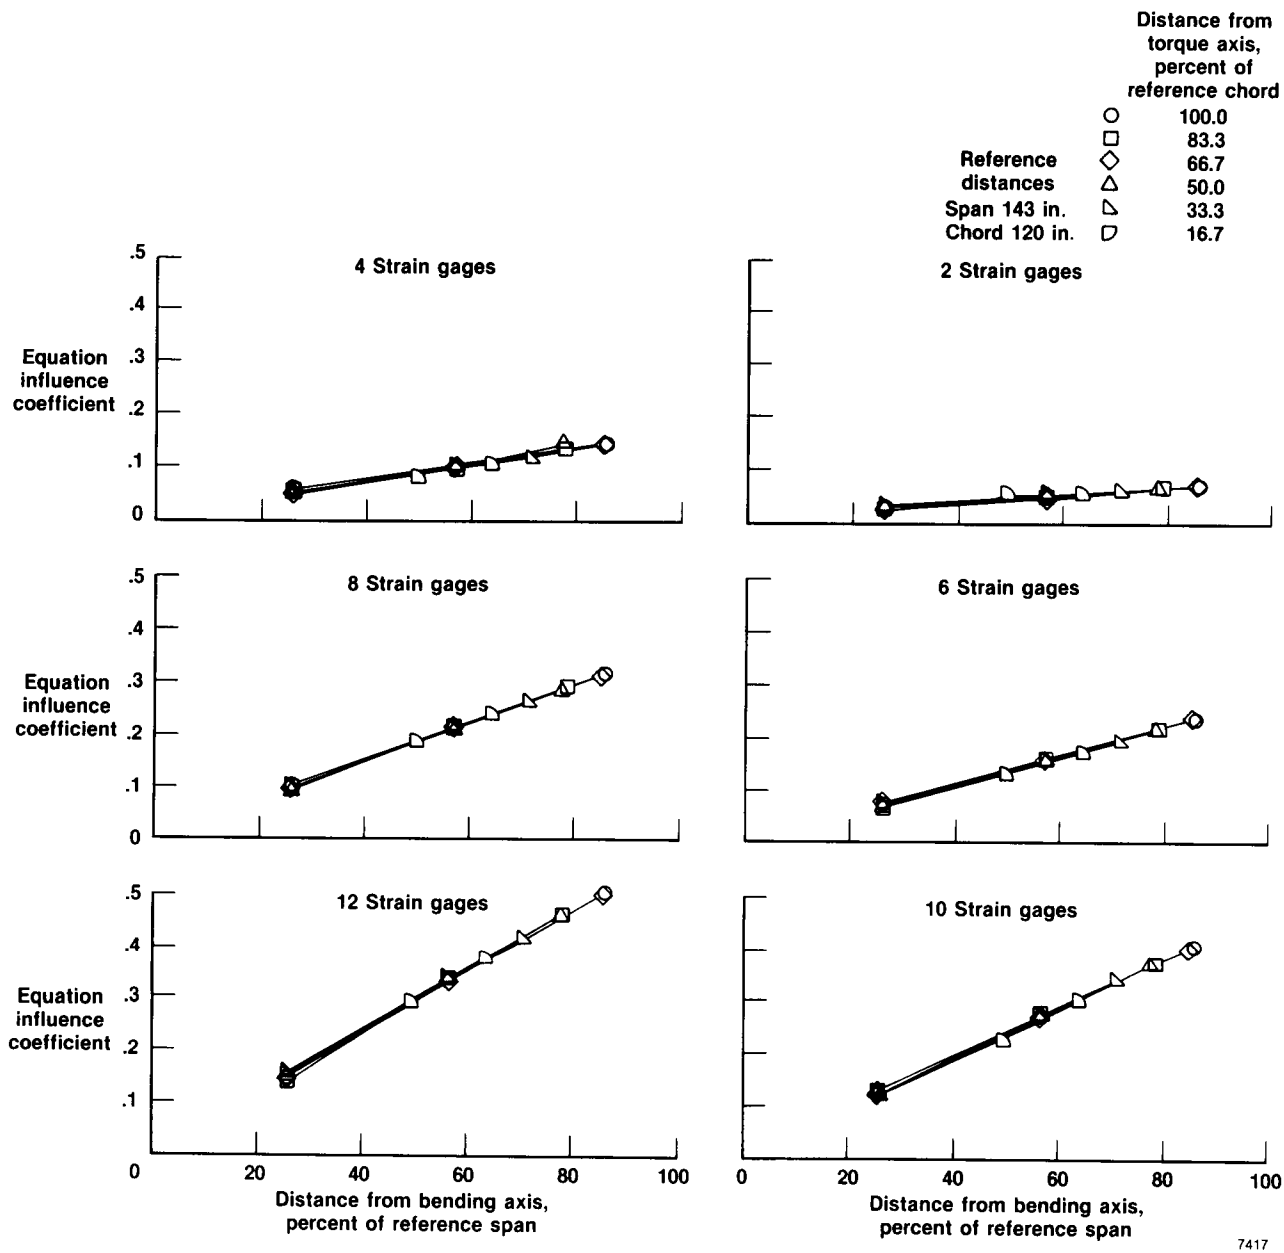 Distance from
torque axis,
percent of
reference chord
100.0
83.3
Reference 66.7
distances 50.0
Span 143 in. 33.3
Chord 120 in. 16.7
4 Strain gages
.5
.4
.3
.2
.1
0
Equation
influence
coefficient
2 Strain gages
8 Strain gages
.5
.4
.3
.2
.1
0
Equation
influence
coefficient
6 Strain gages
12 Strain gages
.5
.4
.3
.2
.1
0
Equation
influence
coefficient
20 40 60 80 100
Distance from bending axis,
percent of reference span
10 Strain gages
0 20 40 60 80 100
Distance from bending axis,
percent of reference span
7417